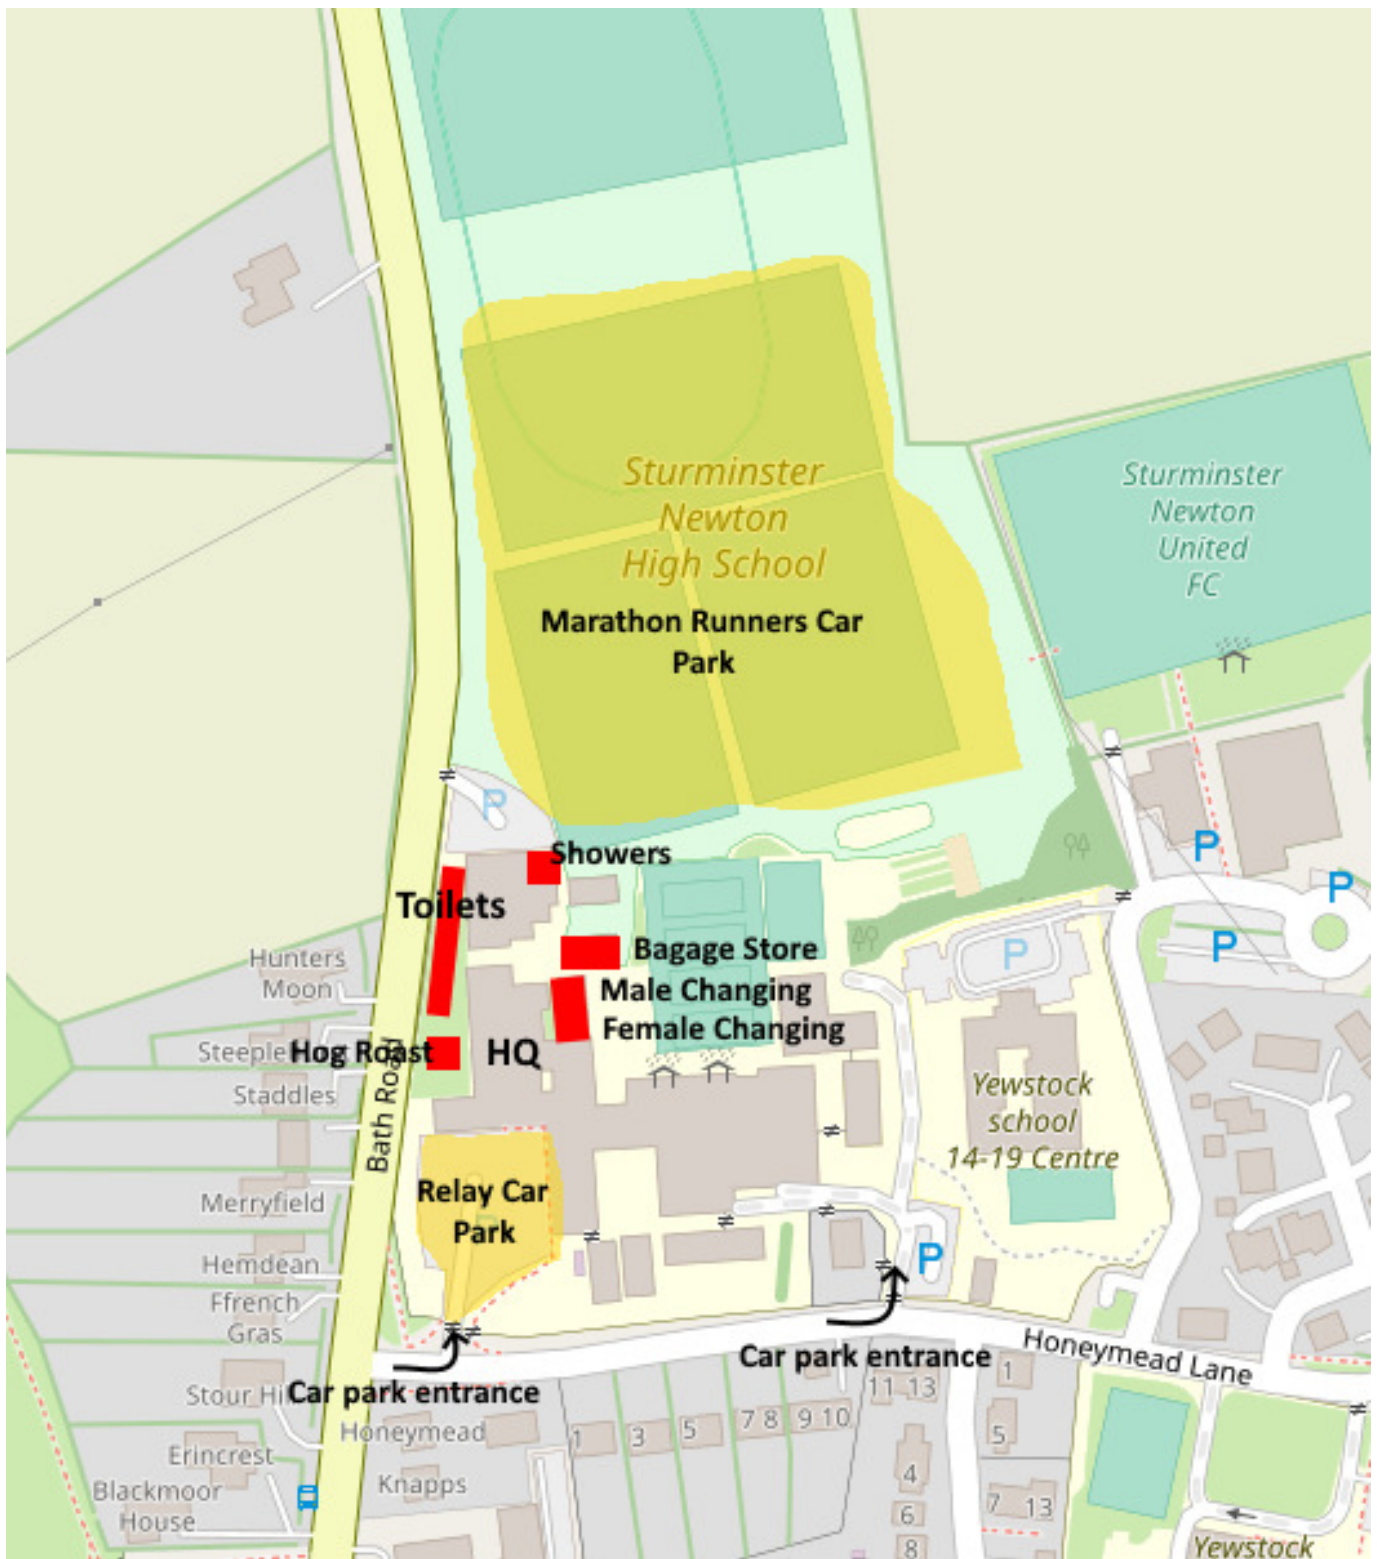 Sturminster
Newton
High School
Marathon Runners Car
Park
Sturminster
Newton
United
FC
P
Showers
P
Toilets
P
P
Bagage Store
P
Hunters
Moon
Male Changing
Female Changing
Steeple
Hog Roast
HQ
Bath Road
Staddles
Yewstock
school
14-19 Centre
Merryfield
Relay Car
Park
P
Hemdean
P
Ffrench
Gras
Car park entrance
Honeymead Lane
Stour Hi
Car park entrance
1
11 13
Honeymead
1
3
5
7 8
9 10
5
Erincrest
Knapps
4
Blackmoor
House
6
7
13
8
Yewstock